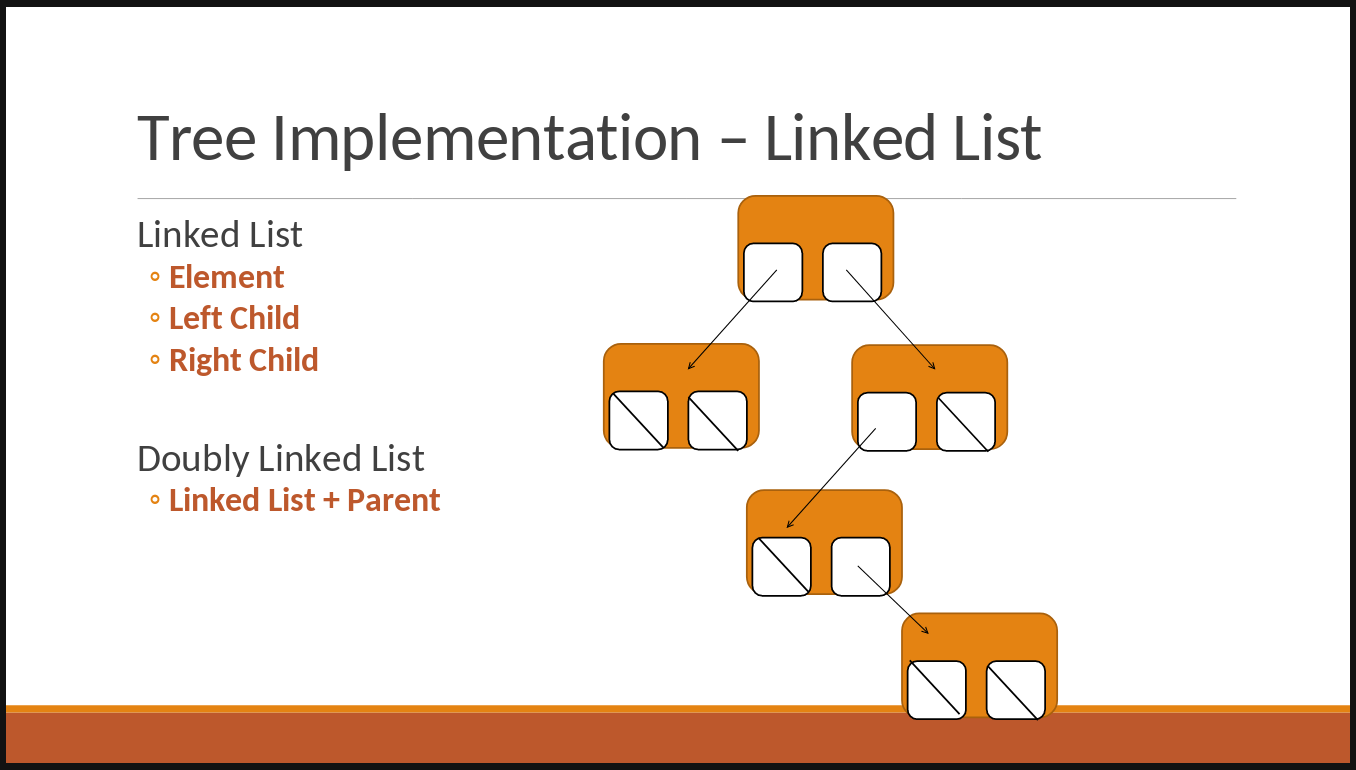 Tree Implementation – Linked List
Linked List
◦ Element
◦ Left Child
◦ Right Child
Doubly Linked List
◦ Linked List + Parent